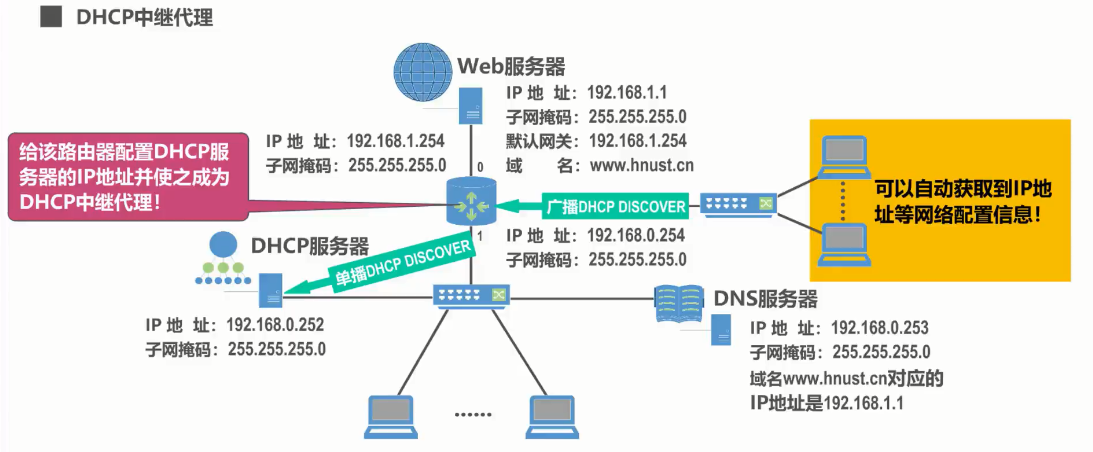 DHCP中继代理
Web服务器
IP 地 址：192.168.1.1
子网掩码：255.255.255.0
默认网关：192.168.1.254
域 名：www.hnust.cn
IP 地 址：192.168.1.254
子网掩码：255.255.255.0
0
给该路由器配置DHCP服
务器的IP地址并使之成为
DHCP中继代理！
广播DHCP DISCOVER
可以自动获取到IP地
址等网络配置信息！
1
IP 地 址：192.168.0.254
子网掩码：255.255.255.0
DHCP服务器
单播DHCP DISCOVER
IP 地 址：192.168.0.252
子网掩码：255.255.255.0
DNS服务器
IP 地 址：192.168.0.253
子网掩码：255.255.255.0
域名www.hnust.cn对应的
IP地址是192.168.1.1